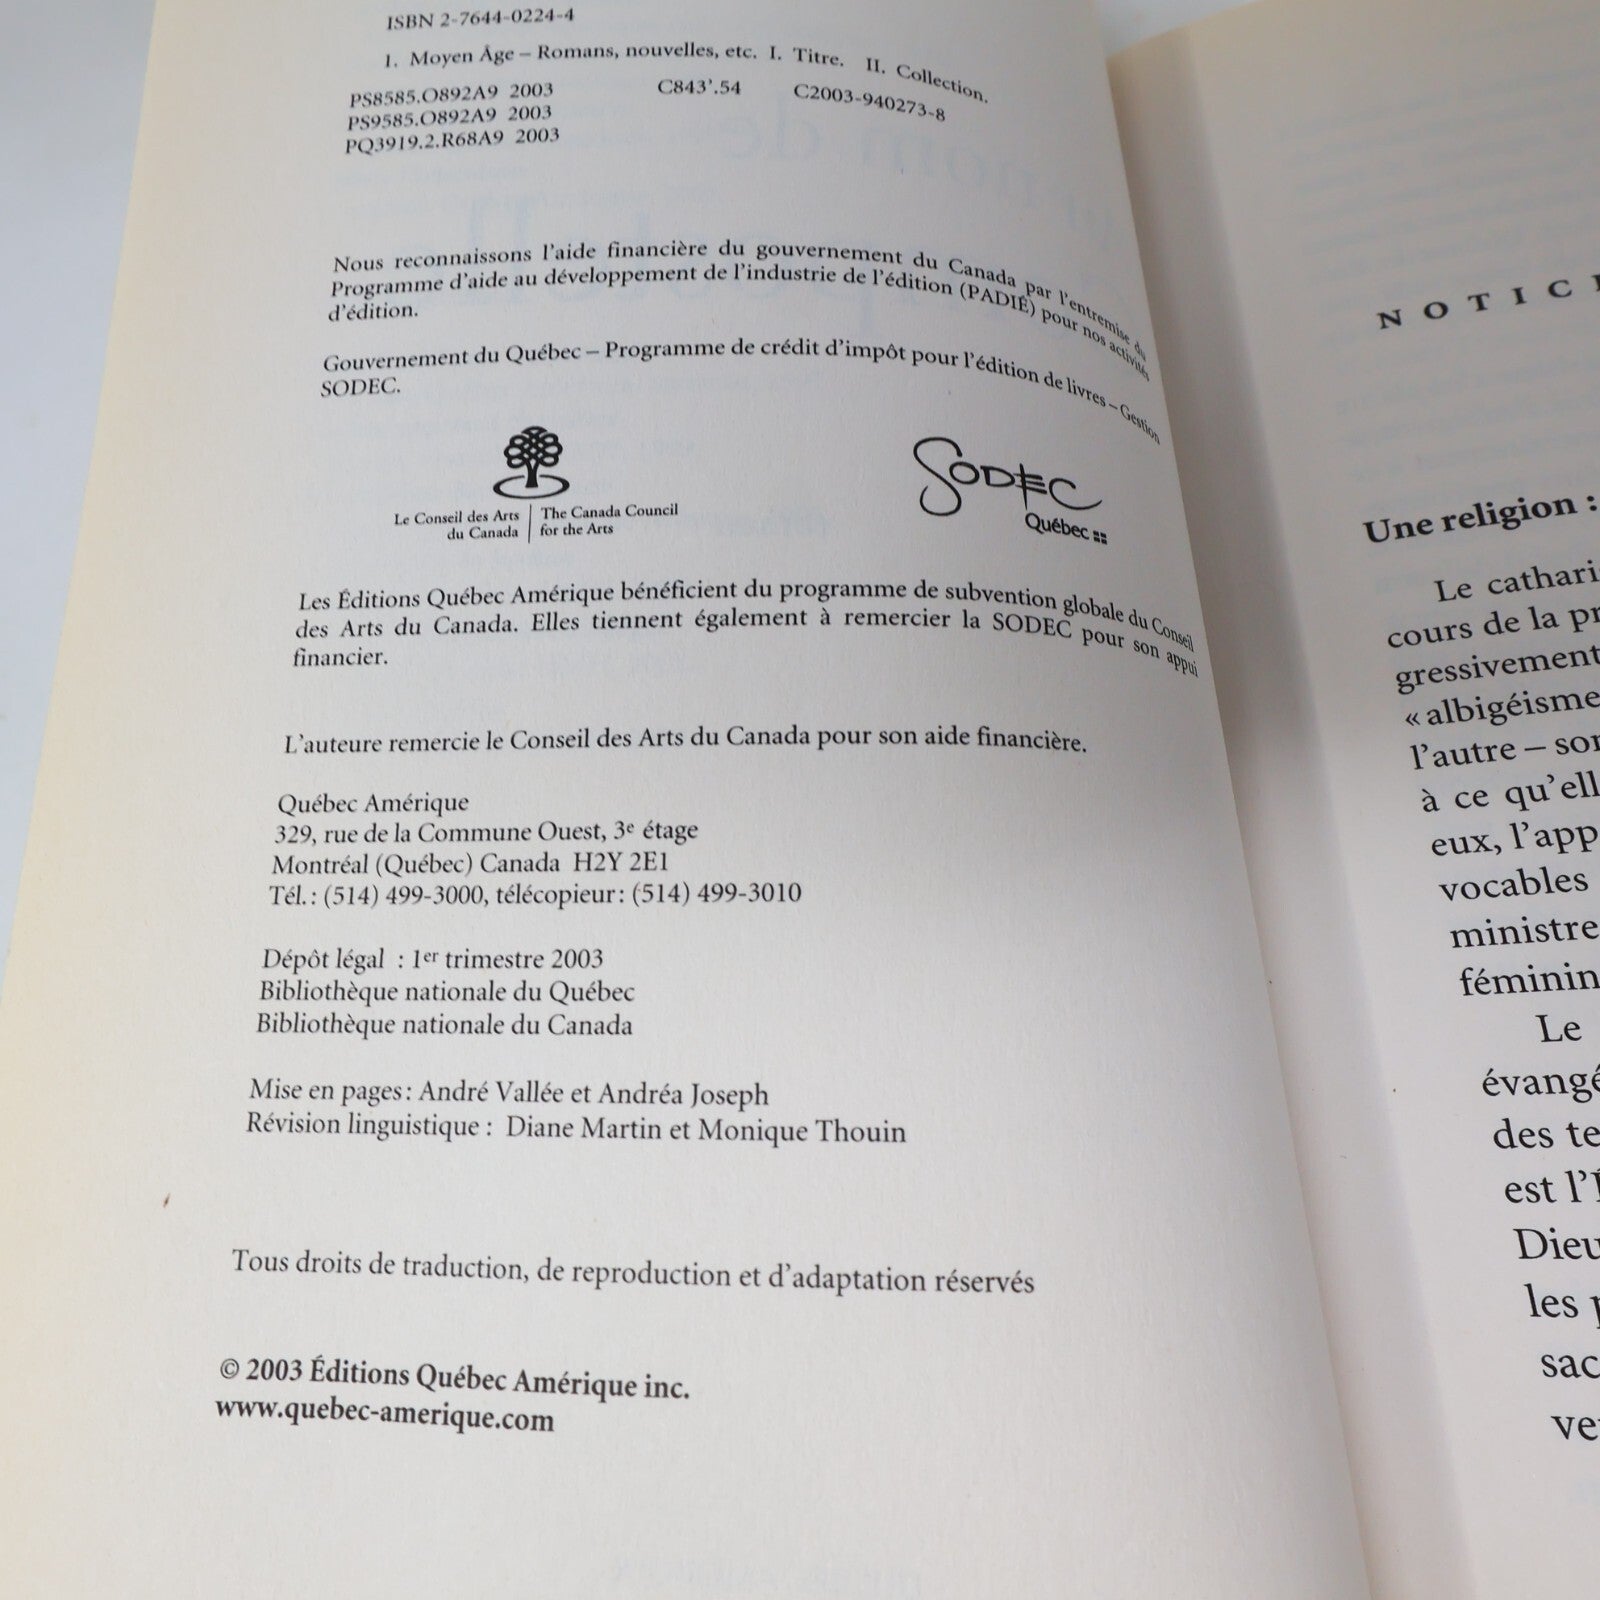 ISBN 2-7644-0224-4
1. Moyen Âge – Romans, nouvelles, etc. I. Titre. II. Collection.
PS8585.O892A9 2003 C843'.54 C2003-940273-8
PS9585.O892A9 2003
PQ3919.2.R68A9 2003
Nous reconnaissons l'aide financière du gouvernement du Canada par l'entremise du
Programme d'aide au développement de l'industrie de l'édition (PADIÉ) pour nos activités
d'édition.
Gouvernement du Québec – Programme de crédit d'impôt pour l'édition de livres – Gestion
SODEC.
Le Conseil des Arts
du Canada
The Canada Council
for the Arts
SODEC
Québec
Les Éditions Québec Amérique bénéficient du programme de subvention globale du Conseil
des Arts du Canada. Elles tiennent également à remercier la SODEC pour son appui
financier.
L'auteure remercie le Conseil des Arts du Canada pour son aide financière.
Québec Amérique
329, rue de la Commune Ouest, 3e étage
Montréal (Québec) Canada H2Y 2E1
Tél.: (514) 499-3000, télécopieur: (514) 499-3010
Dépôt légal : 1er trimestre 2003
Bibliothèque nationale du Québec
Bibliothèque nationale du Canada
Mise en pages: André Vallée et Andréa Joseph
Révision linguistique : Diane Martin et Monique Thouin
Tous droits de traduction, de reproduction et d'adaptation réservés
© 2003 Éditions Québec Amérique inc.
www.quebec-amerique.com
NOTIC
Une religion :
Le cathari
cours de la pr
gressivement
« albigéisme
l'autre – sor
à ce qu'ell
eux, l'app
vocables
ministre
féminin
Le
évangé
des te
est l'É
Dieu
les p
sac
ve